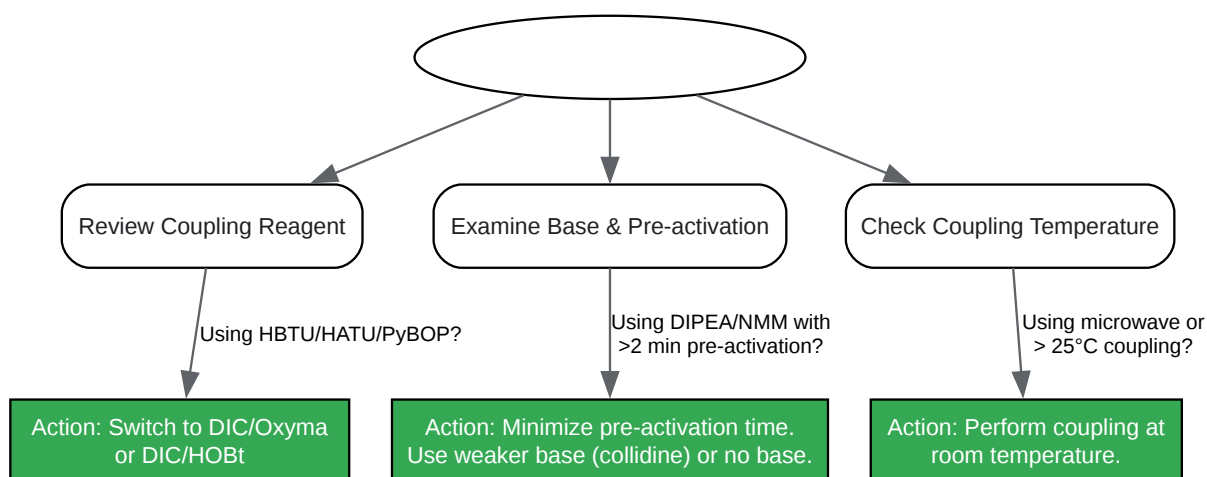 Review Coupling Reagent
Examine Base & Pre-activation
Check Coupling Temperature
Using HBTU/HATU/PyBOP?
Using DIPEA/NMM with
>2 min pre-activation?
Using microwave or
> 25°C coupling?
Action: Switch to DIC/Oxyma
or DIC/HOBt
Action: Minimize pre-activation time.
Use weaker base (collidine) or no base.
Action: Perform coupling at
room temperature.